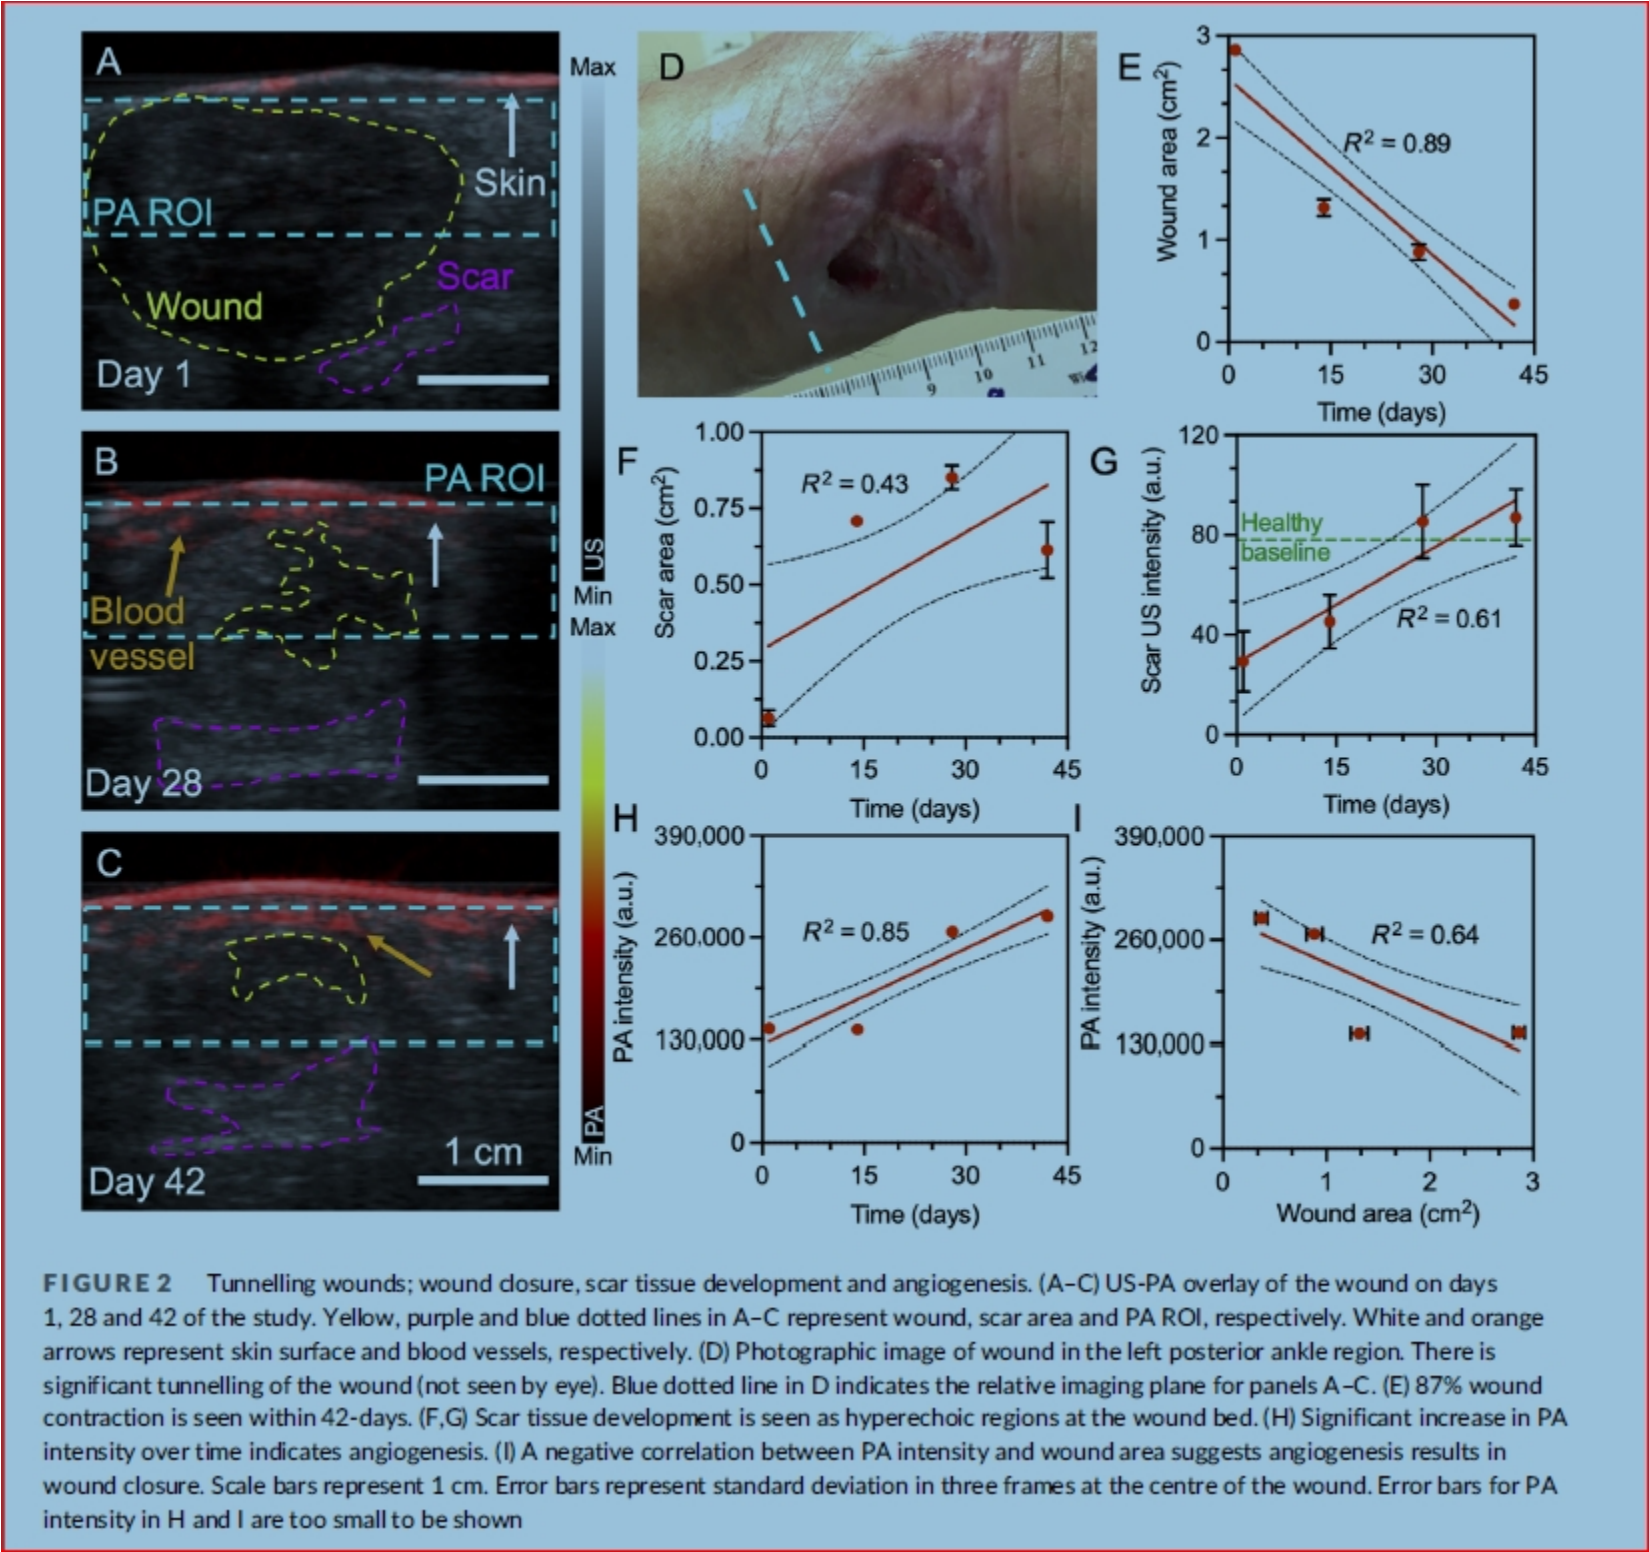 A
Skin
PA ROI
Wound
Scar
Day 1
B
PA ROI
Blood
vessel
Day 28
C
1 cm
Day 42
Max
US
Min
Max
PA
Min
D
9
10
11
12
E
Wound area (cm²)
3
2
1
0
R² = 0.89
0 15 30 45
Time (days)
F
Scar area (cm²)
1.00
0.75
0.50
0.25
0.00
R² = 0.43
0 15 30 45
Time (days)
G
Scar US intensity (a.u.)
120
80
40
0
Healthy
baseline
R² = 0.61
0 15 30 45
Time (days)
H
PA intensity (a.u.)
390,000
260,000
130,000
0
R² = 0.85
0 15 30 45
Time (days)
I
PA intensity (a.u.)
390,000
260,000
130,000
0
R² = 0.64
0 1 2 3
Wound area (cm²)
FIGURE 2 Tunnelling wounds; wound closure, scar tissue development and angiogenesis. (A–C) US-PA overlay of the wound on days
1, 28 and 42 of the study. Yellow, purple and blue dotted lines in A–C represent wound, scar area and PA ROI, respectively. White and orange
arrows represent skin surface and blood vessels, respectively. (D) Photographic image of wound in the left posterior ankle region. There is
significant tunnelling of the wound (not seen by eye). Blue dotted line in D indicates the relative imaging plane for panels A–C. (E) 87% wound
contraction is seen within 42-days. (F,G) Scar tissue development is seen as hyperechoic regions at the wound bed. (H) Significant increase in PA
intensity over time indicates angiogenesis. (I) A negative correlation between PA intensity and wound area suggests angiogenesis results in
wound closure. Scale bars represent 1 cm. Error bars represent standard deviation in three frames at the centre of the wound. Error bars for PA
intensity in H and I are too small to be shown